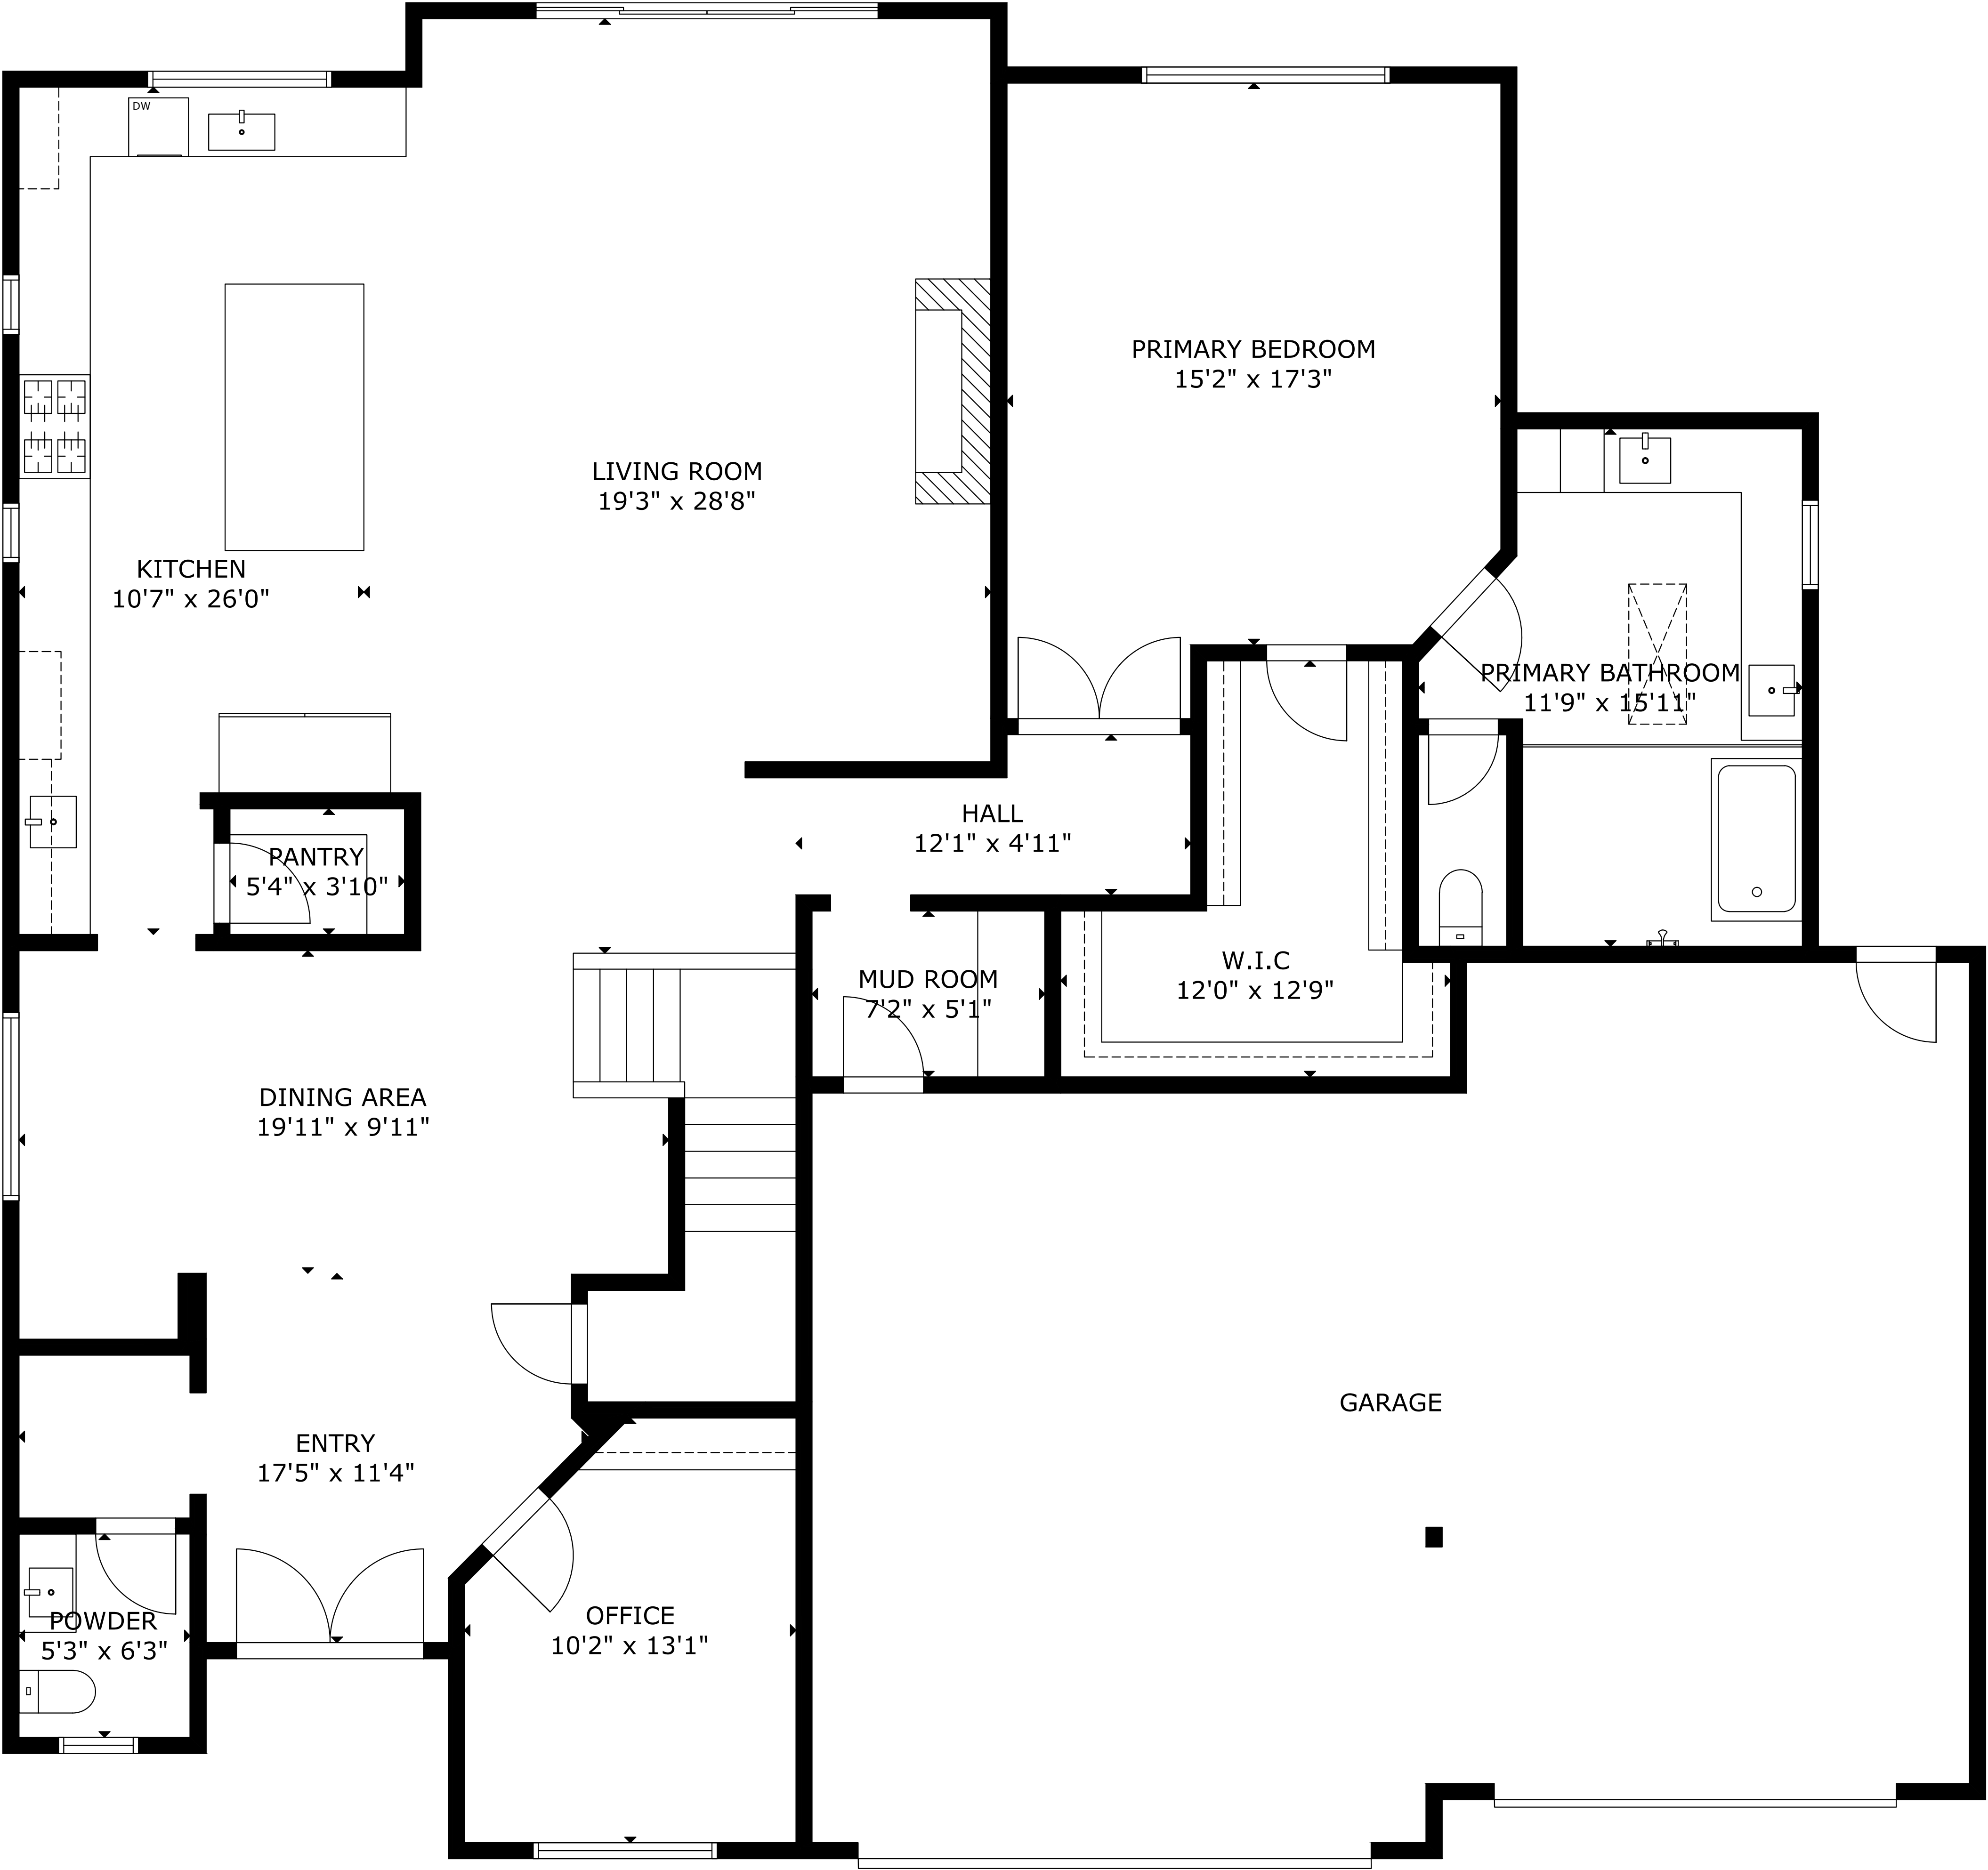 DW
PRIMARY BEDROOM
15'2" x 17'3"
LIVING ROOM
19'3" x 28'8"
KITCHEN
10'7" x 26'0"
PRIMARY BATHROOM
11'9" x 15'11"
HALL
12'1" x 4'11"
PANTRY
5'4" x 3'10"
W.I.C
12'0" x 12'9"
MUD ROOM
7'2" x 5'1"
DINING AREA
19'11" x 9'11"
GARAGE
ENTRY
17'5" x 11'4"
OFFICE
10'2" x 13'1"
POWDER
5'3" x 6'3"